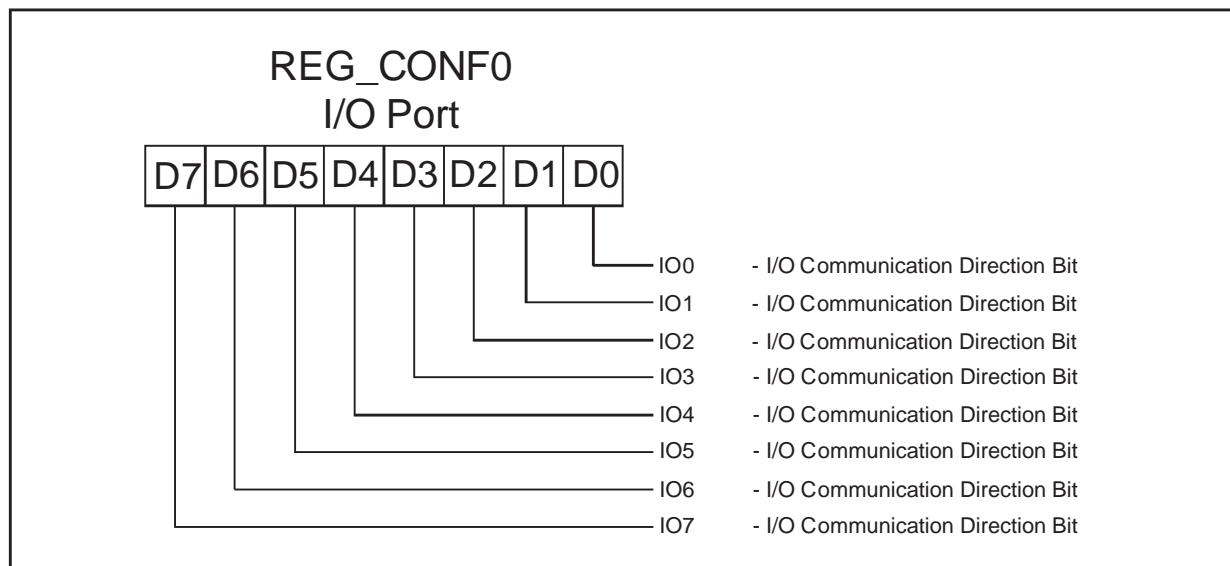 REG_CONF0
I/O Port
D7 D6 D5 D4 D3 D2 D1 D0
IO0 - I/O Communication Direction Bit
IO1 - I/O Communication Direction Bit
IO2 - I/O Communication Direction Bit
IO3 - I/O Communication Direction Bit
IO4 - I/O Communication Direction Bit
IO5 - I/O Communication Direction Bit
IO6 - I/O Communication Direction Bit
IO7 - I/O Communication Direction Bit